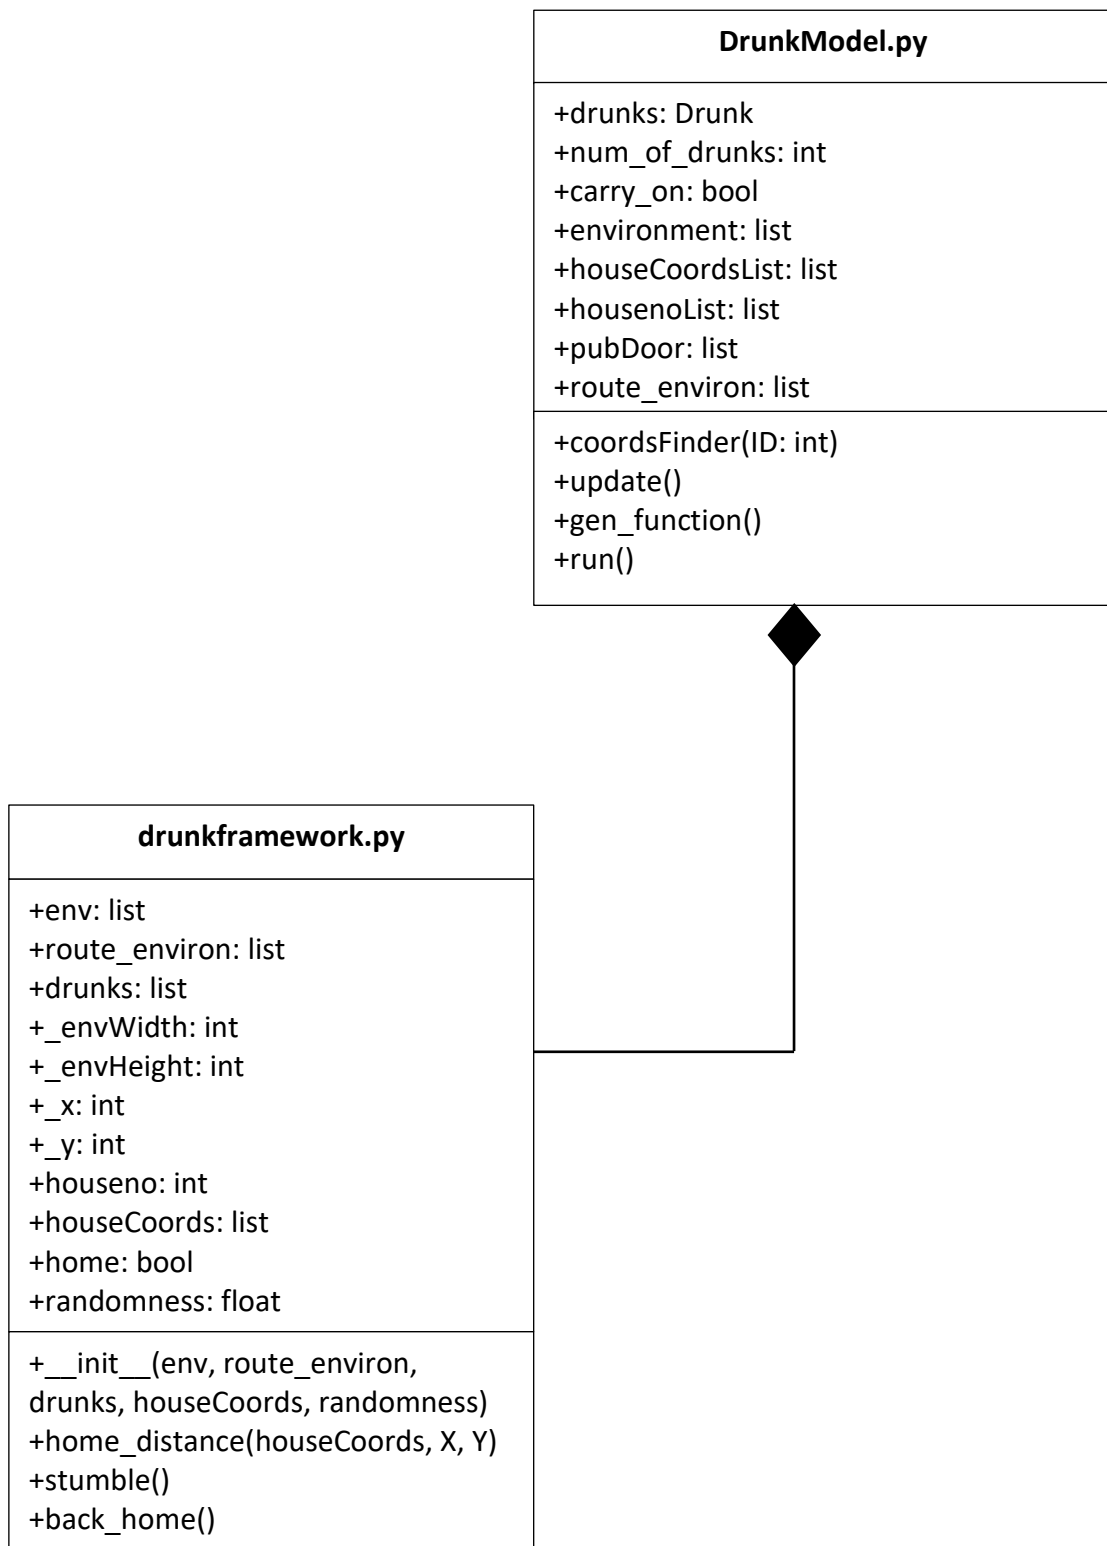 DrunkModel.py
+drunks: Drunk
+num_of_drunks: int
+carry_on: bool
+environment: list
+houseCoordsList: list
+housenoList: list
+pubDoor: list
+route_environ: list
+coordsFinder(ID: int)
+update()
+gen_function()
+run()
drunkframework.py
+env: list
+route_environ: list
+drunks: list
+_envWidth: int
+_envHeight: int
+_x: int
+_y: int
+houseno: int
+houseCoords: list
+home: bool
+randomness: float
+__init__(env, route_environ,
drunks, houseCoords, randomness)
+home_distance(houseCoords, X, Y)
+stumble()
+back_home()